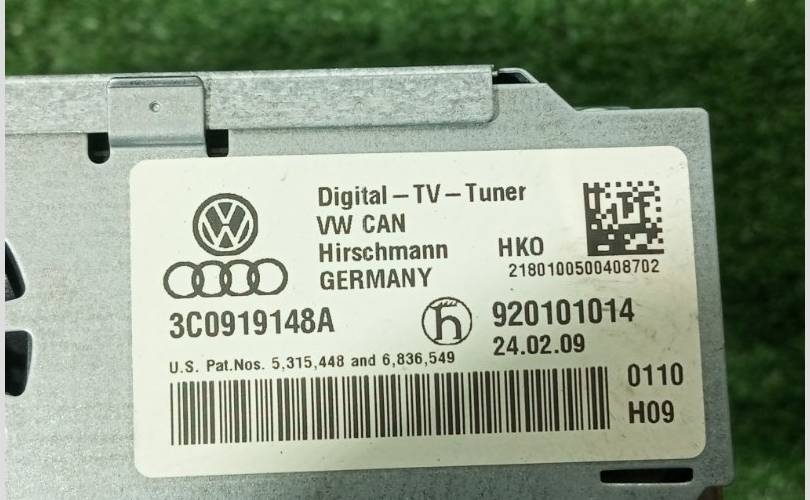 Digital-TV-Tuner
VW CAN
Hirschmann HKO
GERMANY 2180100500408702
3C0919148A 920101014
24.02.09
U.S. Pat.Nos. 5,315,448 and 6,836,549
0110
H09